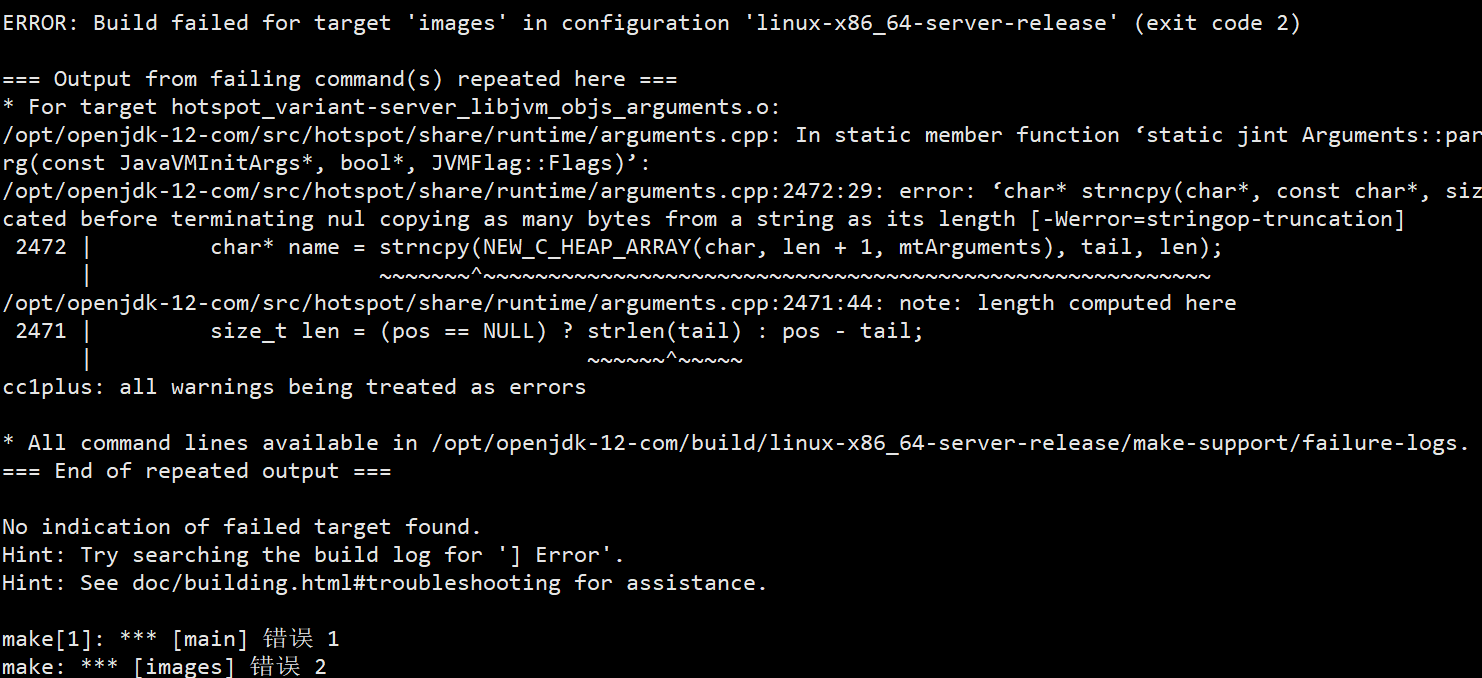 ERROR: Build failed for target 'images' in configuration 'linux-x86_64-server-release' (exit code 2)
=== Output from failing command(s) repeated here ===
* For target hotspot_variant-server_libjvm_objs_arguments.o:
/opt/openjdk-12-com/src/hotspot/share/runtime/arguments.cpp: In static member function ‘static jint Arguments::par
rg(const JavaVMInitArgs*, bool*, JVMFlag::Flags)’:
/opt/openjdk-12-com/src/hotspot/share/runtime/arguments.cpp:2472:29: error: ‘char* strncpy(char*, const char*, siz
cated before terminating nul copying as many bytes from a string as its length [-Werror=stringop-truncation]
 2472 |         char* name = strncpy(NEW_C_HEAP_ARRAY(char, len + 1, mtArguments), tail, len);
      |                      ~~~~~~~^~~~~~~~~~~~~~~~~~~~~~~~~~~~~~~~~~~~~~~~~~~~~~~~~~~~~~~~~
/opt/openjdk-12-com/src/hotspot/share/runtime/arguments.cpp:2471:44: note: length computed here
 2471 |         size_t len = (pos == NULL) ? strlen(tail) : pos - tail;
      |                                      ~~~~~~^~~~~~
cc1plus: all warnings being treated as errors
* All command lines available in /opt/openjdk-12-com/build/linux-x86_64-server-release/make-support/failure-logs.
=== End of repeated output ===
No indication of failed target found.
Hint: Try searching the build log for '] Error'.
Hint: See doc/building.html#troubleshooting for assistance.
make[1]: *** [main] 错误 1
make: *** [images] 错误 2